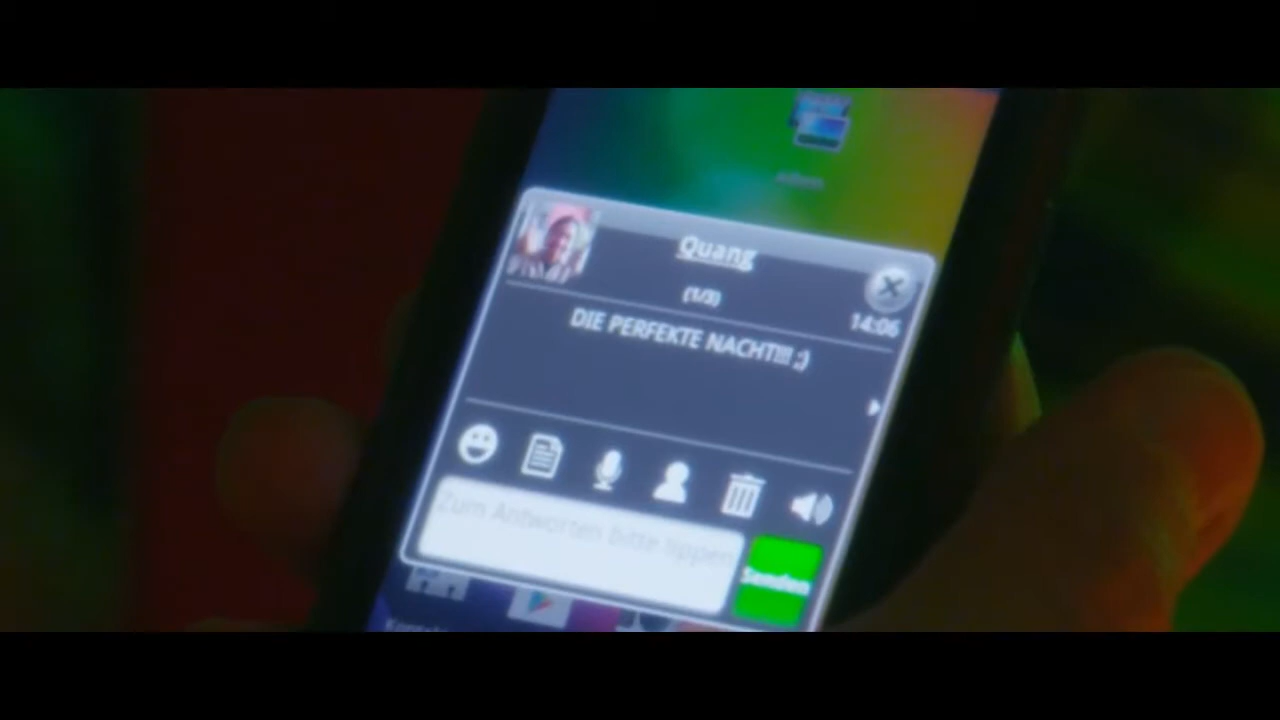 Quang
(1/3)
14:06
DIE PERFEKTE NACHT!!! ;)
Zum Antworten bitte tippen
Senden